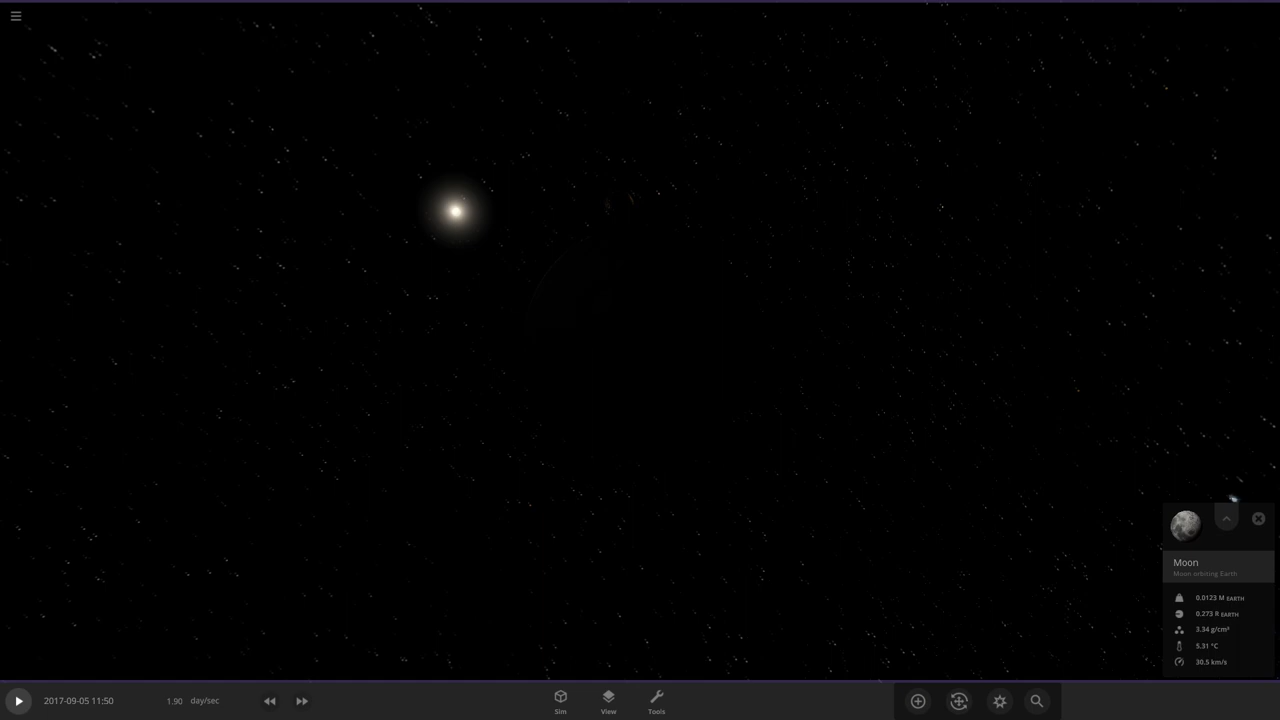 Moon
Moon orbiting Earth
0.0123 M EARTH
0.273 R EARTH
3.34 g/cm³
5.31 °C
30.5 km/s
2017-09-05 11:50
1.90 day/sec
Sim
View
Tools